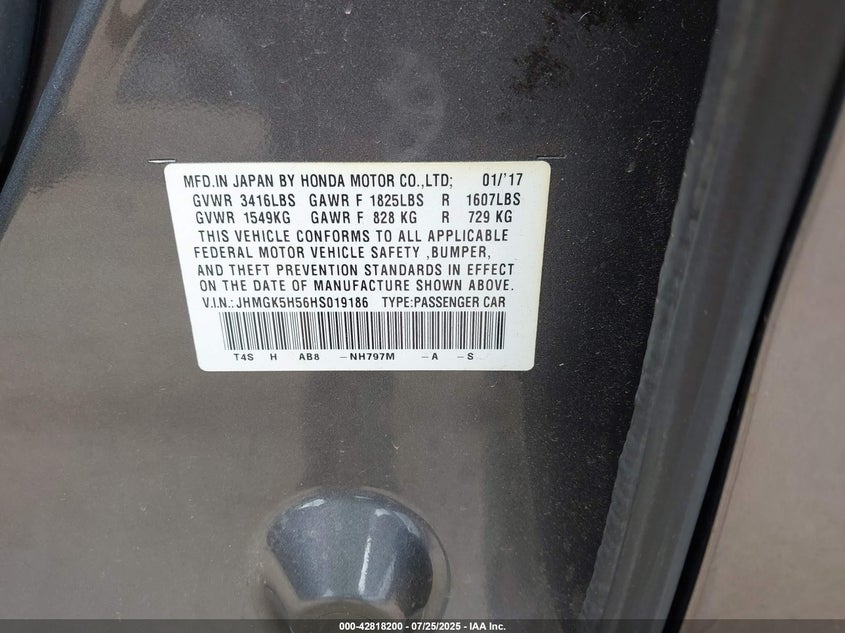 MFD.IN JAPAN BY HONDA MOTOR CO.,LTD; 01/'17
GVWR 3416LBS GAWR F 1825LBS R 1607LBS
GVWR 1549KG GAWR F 828 KG R 729 KG
THIS VEHICLE CONFORMS TO ALL APPLICABLE
FEDERAL MOTOR VEHICLE SAFETY ,BUMPER,
AND THEFT PREVENTION STANDARDS IN EFFECT
ON THE DATE OF MANUFACTURE SHOWN ABOVE.
V.I.N.:JHMGK5H56HS019186 TYPE:PASSENGER CAR
T4S H AB8 -NH797M -A -S
000-42818200 - 07/25/2025 - IAA Inc.